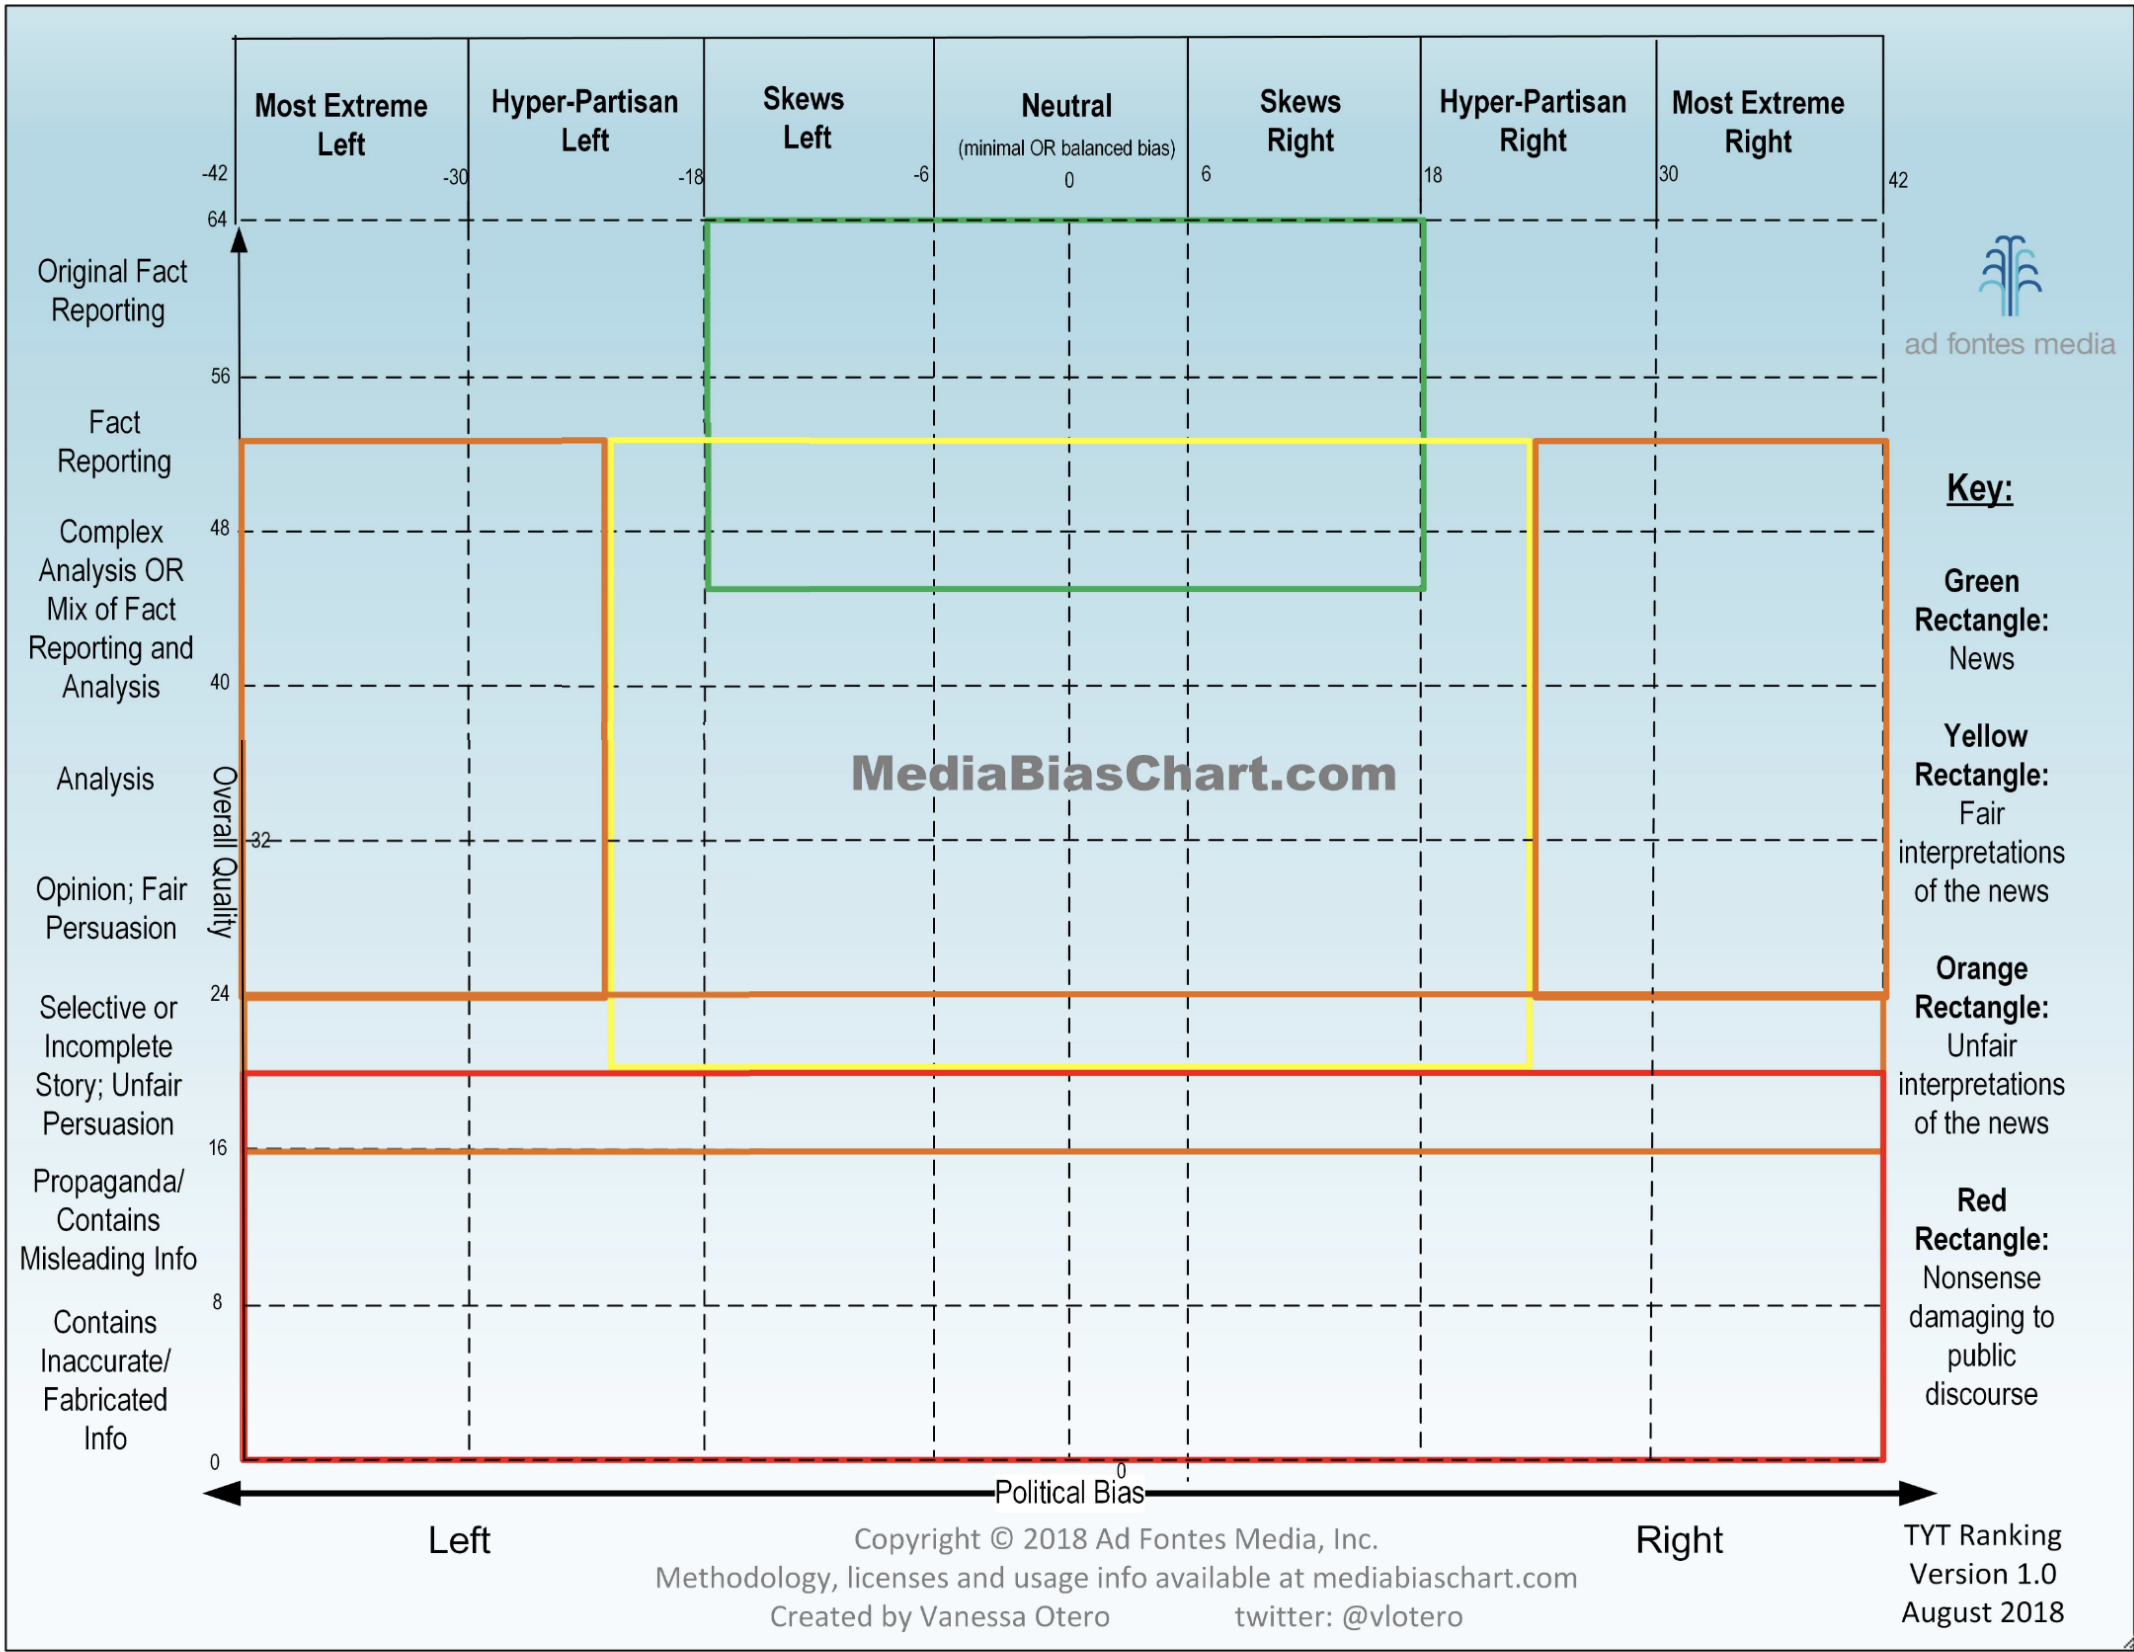 Most Extreme
Left
Hyper-Partisan
Left
Skews
Left
Neutral
(minimal OR balanced bias)
Skews
Right
Hyper-Partisan
Right
Most Extreme
Right
-42
-30
-18
-6
0
6
18
30
42
64
Original Fact
Reporting
56
Fact
Reporting
48
Complex
Analysis OR
Mix of Fact
Reporting and
Analysis
40
Analysis
Overall Quality
32
Opinion; Fair
Persuasion
24
Selective or
Incomplete
Story; Unfair
Persuasion
16
Propaganda/
Contains
Misleading Info
8
Contains
Inaccurate/
Fabricated
Info
0
MediaBiasChart.com
ad fontes media
Key:
Green
Rectangle:
News
Yellow
Rectangle:
Fair
interpretations
of the news
Orange
Rectangle:
Unfair
interpretations
of the news
Red
Rectangle:
Nonsense
damaging to
public
discourse
0
Political Bias
Left
Right
Copyright © 2018 Ad Fontes Media, Inc.
Methodology, licenses and usage info available at mediabiaschart.com
Created by Vanessa Otero twitter: @vlotero
TYT Ranking
Version 1.0
August 2018